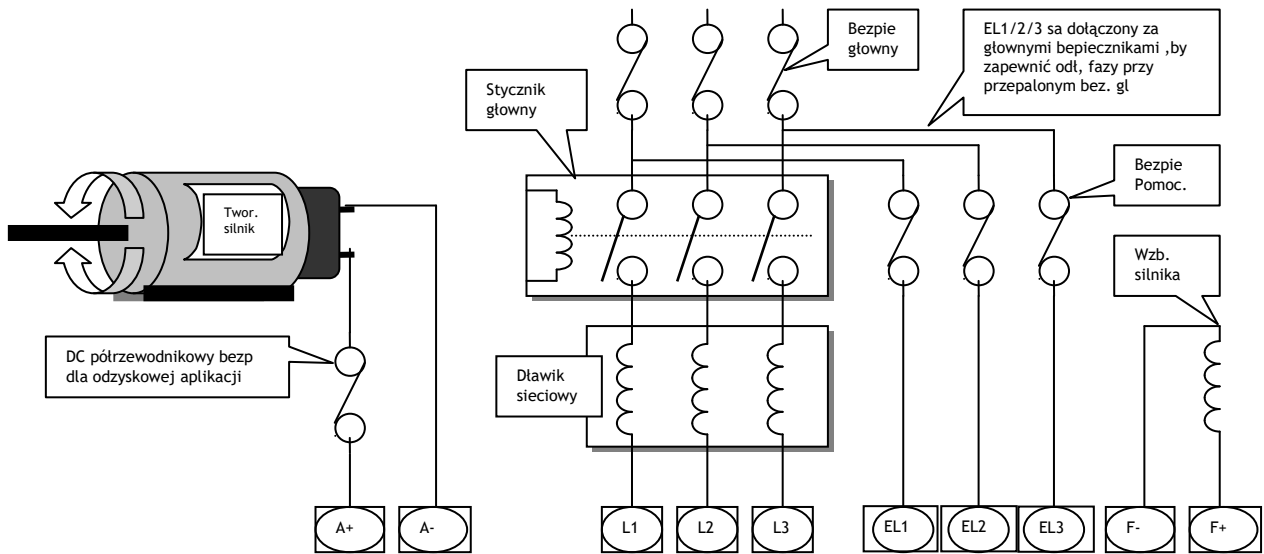 Bezpie
głowny
EL1/2/3 sa dołączony za
głownymi bepiecznikami ,by
zapewnić odł, fazy przy
przepalonym bez. gl
Stycznik
głowny
Bezpie
Pomoc.
Twor.
silnik
Wzb.
silnika
DC półrzewodnikowy bezp
dla odzyskowej aplikacji
Dławik
sieciowy
A+
A-
L1
L2
L3
EL1
EL2
EL3
F-
F+